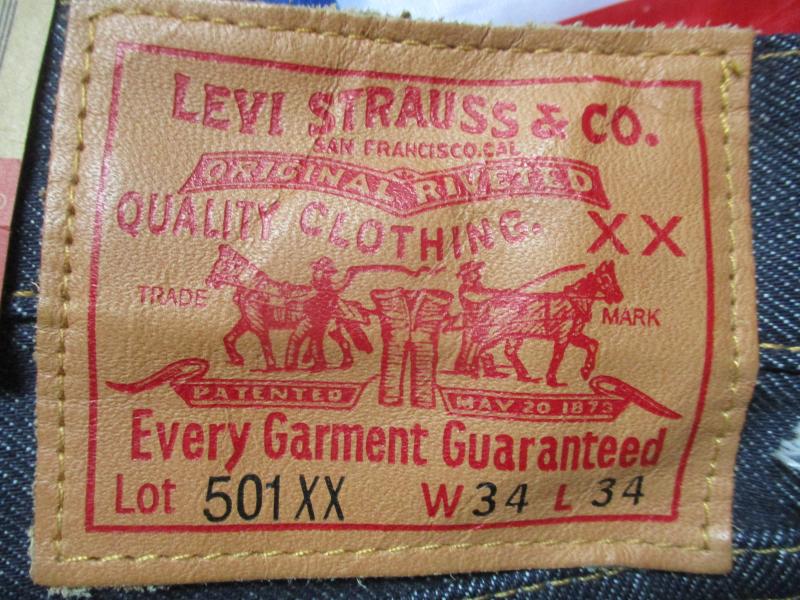 LEVI STRAUSS & CO.
SAN FRANCISCO.CAL
ORIGINAL RIVETED
QUALITY CLOTHING. XX
TRADE MARK
PATENTED MAY 20 1873
Every Garment Guaranteed
Lot 501XX W34 L 34